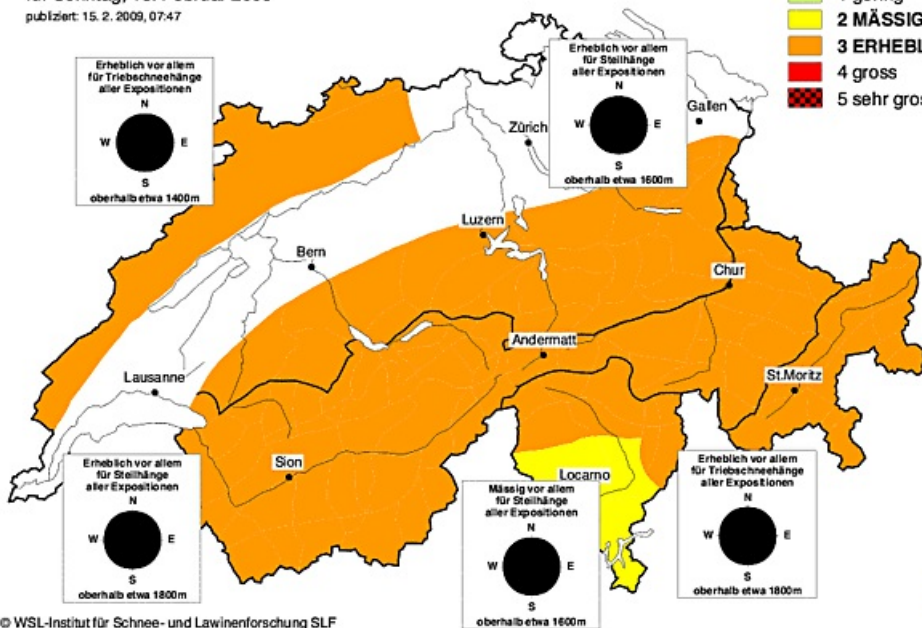 publiziert: 15. 2. 2009, 07:47
2 MÄSSIG
3 ERHEBL
4 gross
5 sehr gros
Erheblich vor allem
für Triebschneehänge
aller Expositionen
N
W E
S
oberhalb etwa 1400m
Erheblich vor allem
für Steilhänge
aller Expositionen
N
W E
S
oberhalb etwa 1600m
Gallen
Zürich
Luzern
Bern
Chur
Andermatt
St.Moritz
Lausanne
Sion
Locarno
Erheblich vor allem
für Steilhänge
aller Expositionen
N
W E
S
oberhalb etwa 1800m
Mässig vor allem
für Steilhänge
aller Expositionen
N
W E
S
oberhalb etwa 1600m
Erheblich vor allem
für Triebschneehänge
aller Expositionen
N
W E
S
oberhalb etwa 1800m
© WSL-Institut für Schnee- und Lawinenforschung SLF